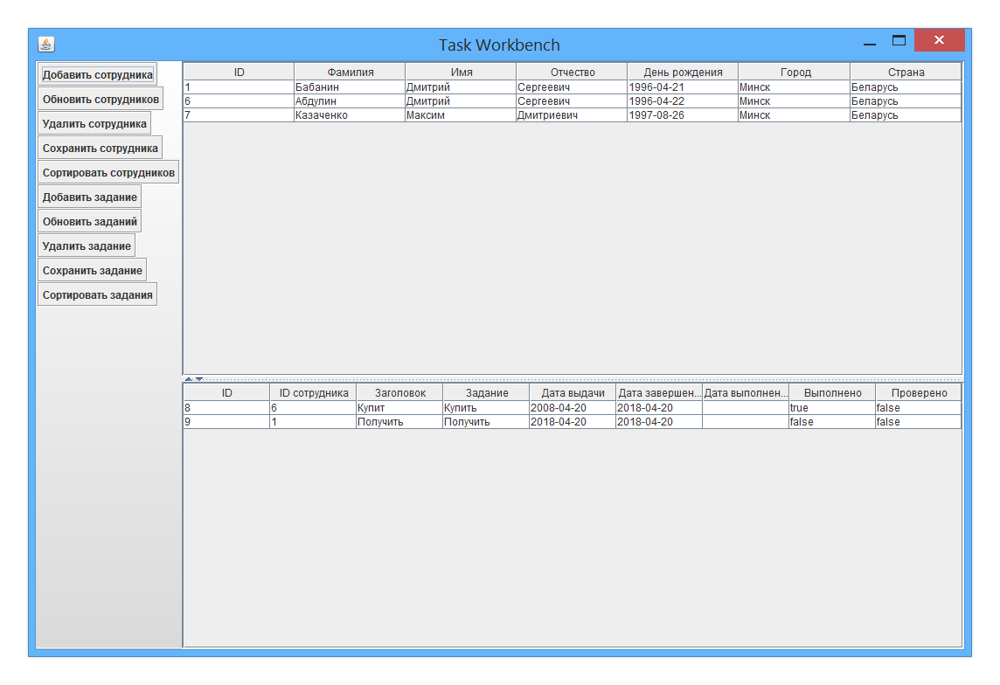 Task Workbench
Добавить сотрудника
Обновить сотрудников
Удалить сотрудника
Сохранить сотрудника
Сортировать сотрудников
Добавить задание
Обновить заданий
Удалить задание
Сохранить задание
Сортировать задания
ID Фамилия Имя Отчество День рождения Город Страна
1 Бабанин Дмитрий Сергеевич 1996-04-21 Минск Беларусь
6 Абдулин Дмитрий Сергеевич 1996-04-22 Минск Беларусь
7 Казаченко Максим Дмитриевич 1997-08-26 Минск Беларусь
ID ID сотрудника Заголовок Задание Дата выдачи Дата завершен... Дата выполнен... Выполнено Проверено
8 6 Купит Купить 2008-04-20 2018-04-20 true false
9 1 Получить Получить 2018-04-20 2018-04-20 false false